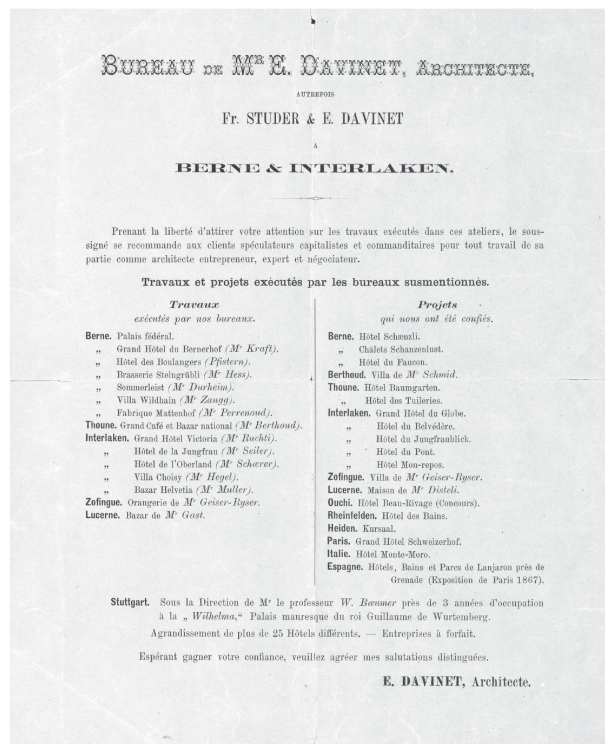 BUREAU DE MR E. DAVINET, ARCHITECTE,
AUTREFOIS
Fr. STUDER & E. DAVINET
A
BERNE & INTERLAKEN.
Prenant la liberté d'attirer votre attention sur les travaux exécutés dans ces ateliers, le sous-
signé se recommande aux clients spéculateurs capitalistes et commanditaires pour tout travail de sa
partie comme architecte entrepreneur, expert et négociateur.
Travaux et projets exécutés par les bureaux susmentionnés.
Travaux
exécutés par nos bureaux.
Berne. Palais fédéral.
„ Grand Hôtel du Bernerhof (Mr Kraft).
„ Hôtel des Boulangers (Pfistern).
„ Brasserie Steingrübli (Mr Hess).
„ Sommerleist (Mr Durheim).
„ Villa Wildhain (Mr Zaugg).
„ Fabrique Mattenhof (Mr Perrenoud).
Thoune. Grand Café et Bazar national (Mr Berthoud).
Interlaken. Grand Hôtel Victoria (Mr Ruchti).
„ Hôtel de la Jungfrau (Mr Seiler).
„ Hôtel de l'Oberland (Mr Schærer).
„ Villa Choisy (Mr Hegel).
„ Bazar Helvetia (Mr Muller).
Zofingue. Orangerie de Mr Geiser-Ryser.
Lucerne. Bazar de Mr Gast.
Projets
qui nous ont été confiés.
Berne. Hôtel Schænzli.
„ Châlets Schanzenlust.
„ Hôtel du Faucon.
Berthoud. Villa de Mr Schmid.
Thoune. Hôtel Baumgarten.
„ Hôtel des Tuileries.
Interlaken. Grand Hôtel du Globe.
„ Hôtel du Belvédère.
„ Hôtel du Jungfraublick.
„ Hôtel du Pont.
„ Hôtel Mon-repos.
Zofingue. Villa de Mr Geiser-Ryser.
Lucerne. Maison de Mr Disteli.
Ouchi. Hôtel Beau-Rivage (Concours).
Rheinfelden. Hôtel des Bains.
Heiden. Kursaal.
Paris. Grand Hôtel Schweizerhof.
Italie. Hôtel Monte-Moro.
Espagne. Hôtels, Bains et Parcs de Lanjaron près de
Grenade (Exposition de Paris 1867).
Stuttgart. Sous la Direction de Mr le professeur W. Bæumer près de 3 années d'occupation
à la „ Wilhelma," Palais mauresque du roi Guillaume de Wurtemberg.
Agrandissement de plus de 25 Hôtels différents. — Entreprises à forfait.
Espérant gagner votre confiance, veuillez agréer mes salutations distinguées.
E. DAVINET, Architecte.